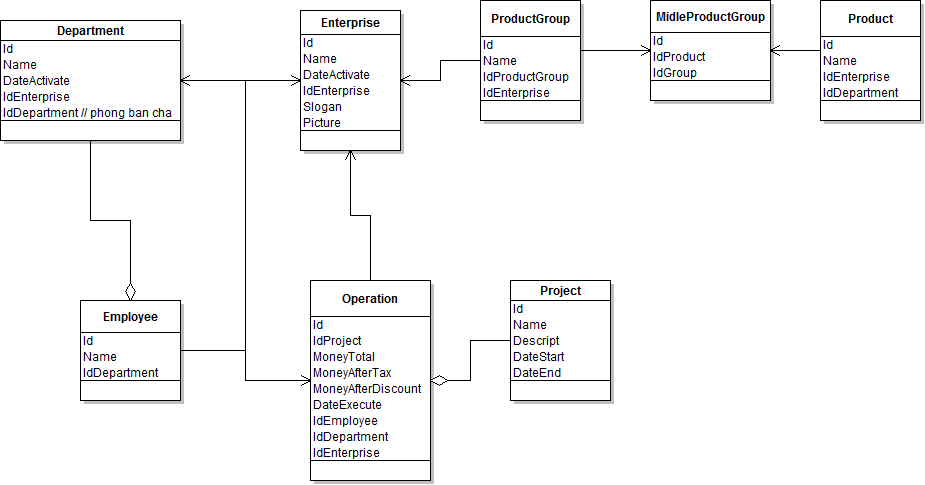 Department
Id
Name
DateActivate
IdEnterprise
IdDepartment // phong ban cha
Enterprise
Id
Name
DateActivate
IdEnterprise
Slogan
Picture
ProductGroup
Id
Name
IdProductGroup
IdEnterprise
MidleProductGroup
Id
IdProduct
IdGroup
Product
Id
Name
IdEnterprise
IdDepartment
Employee
Id
Name
IdDepartment
Operation
Id
IdProject
MoneyTotal
MoneyAfterTax
MoneyAfterDiscount
DateExecute
IdEmployee
IdDepartment
IdEnterprise
Project
Id
Name
Descript
DateStart
DateEnd